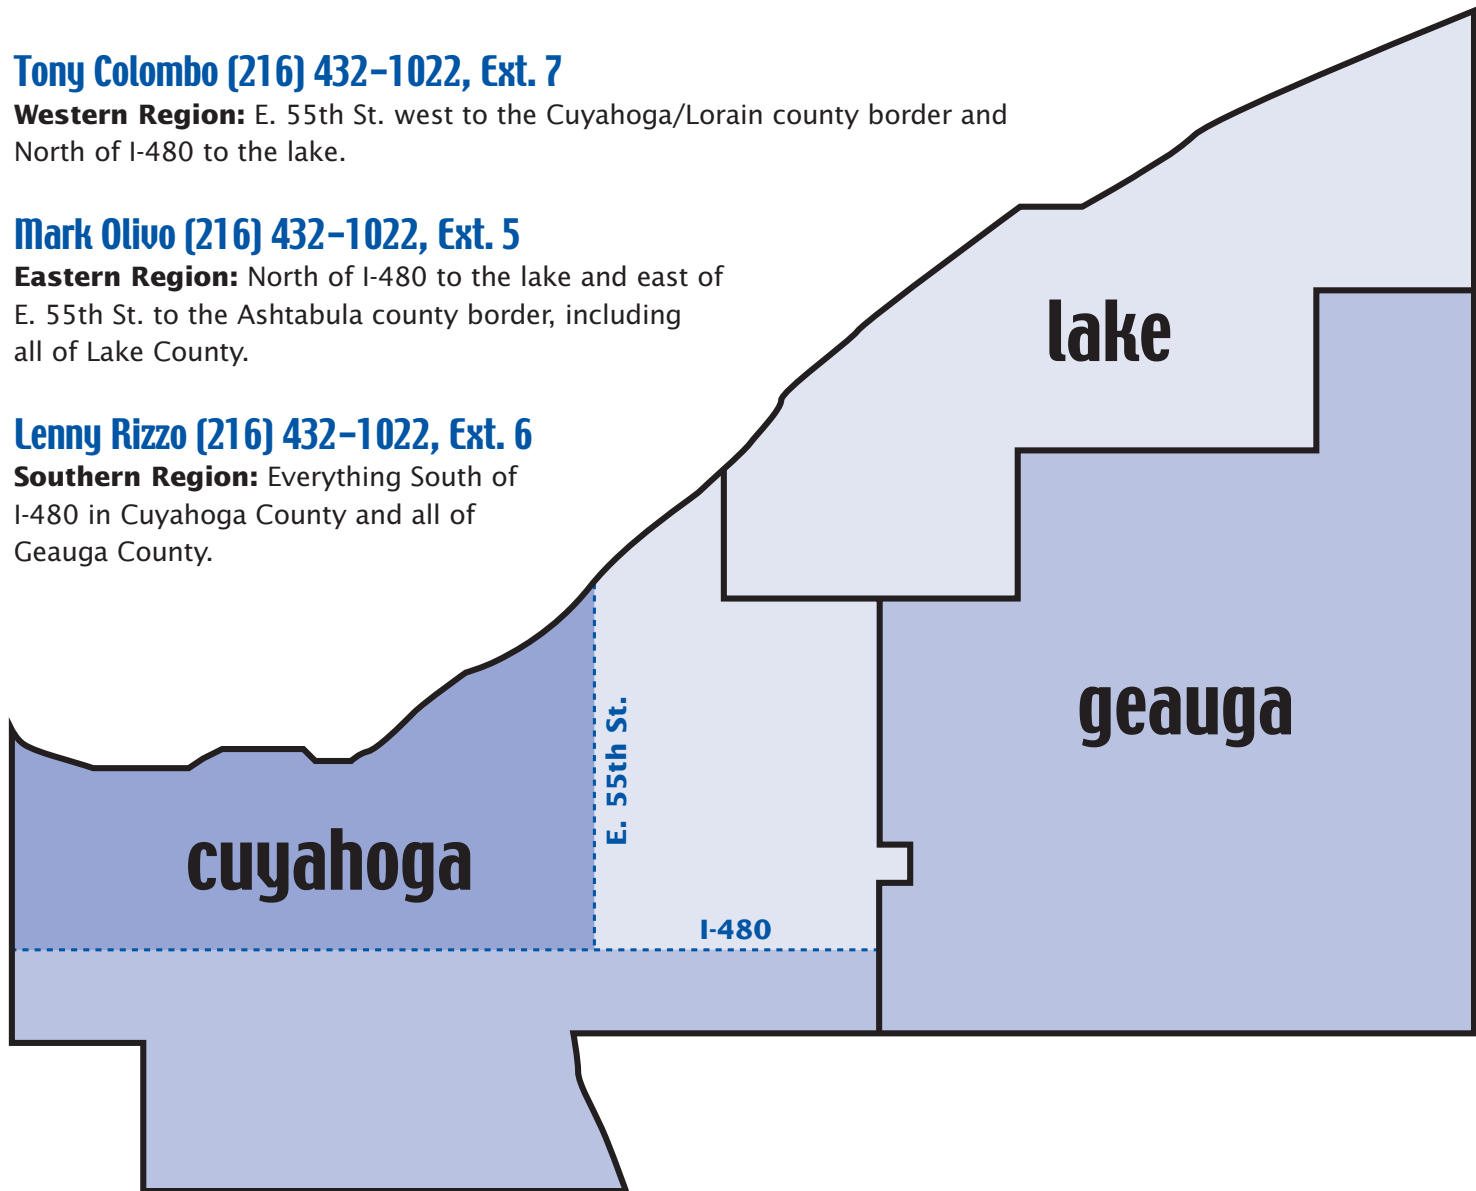 Tony Colombo (216) 432-1022, Ext. 7
Western Region: E. 55th St. west to the Cuyahoga/Lorain county border and
North of I-480 to the lake.
Mark Olivo (216) 432-1022, Ext. 5
Eastern Region: North of I-480 to the lake and east of
E. 55th St. to the Ashtabula county border, including
all of Lake County.
Lenny Rizzo (216) 432-1022, Ext. 6
Southern Region: Everything South of
I-480 in Cuyahoga County and all of
Geauga County.
lake
geauga
E. 55th St.
cuyahoga
I-480